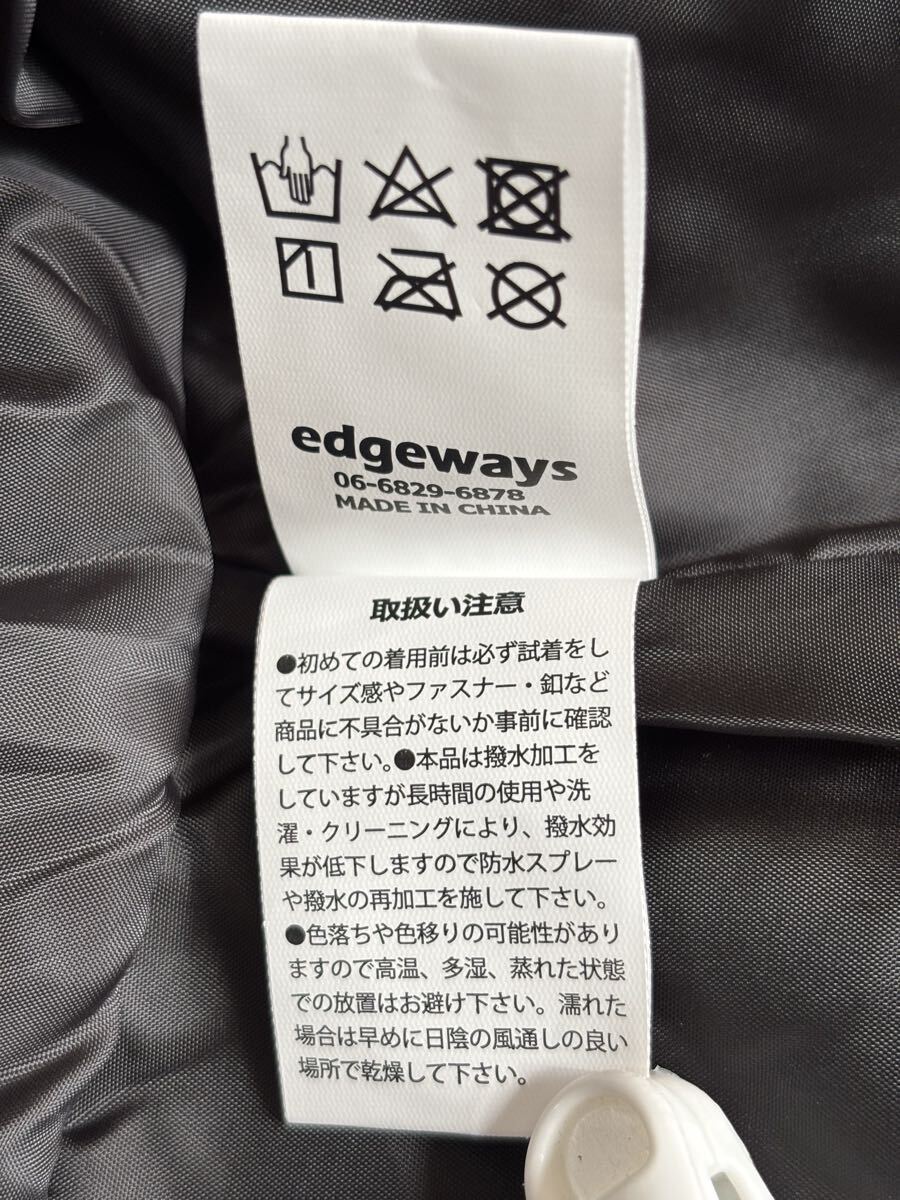 edgeways
06-6829-6878
MADE IN CHINA
取扱い注意
●初めての着用前は必ず試着をし
てサイズ感やファスナー・釦など
商品に不具合がないか事前に確認
して下さい。●本品は撥水加工を
していますが長時間の使用や洗
濯・クリーニングにより、撥水効
果が低下しますので防水スプレー
や撥水の再加工を施して下さい。
●色落ちや色移りの可能性があり
ますので高温、多湿、蒸れた状態
での放置はお避け下さい。濡れた
場合は早めに日陰の風通しの良い
場所で乾燥して下さい。